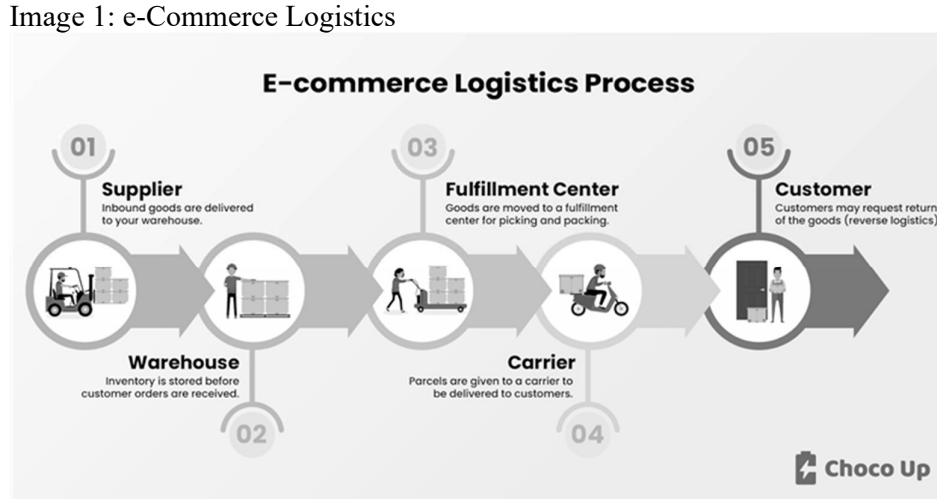 Image 1: e-Commerce Logistics
E-commerce Logistics Process
01
Supplier
Inbound goods are delivered
to your warehouse.
Warehouse
Inventory is stored before
customer orders are received.
02
03
Fulfillment Center
Goods are moved to a fulfillment
center for picking and packing.
Carrier
Parcels are given to a carrier to
be delivered to customers.
04
05
Customer
Customers may request return
of the goods (reverse logistics)
Choco Up